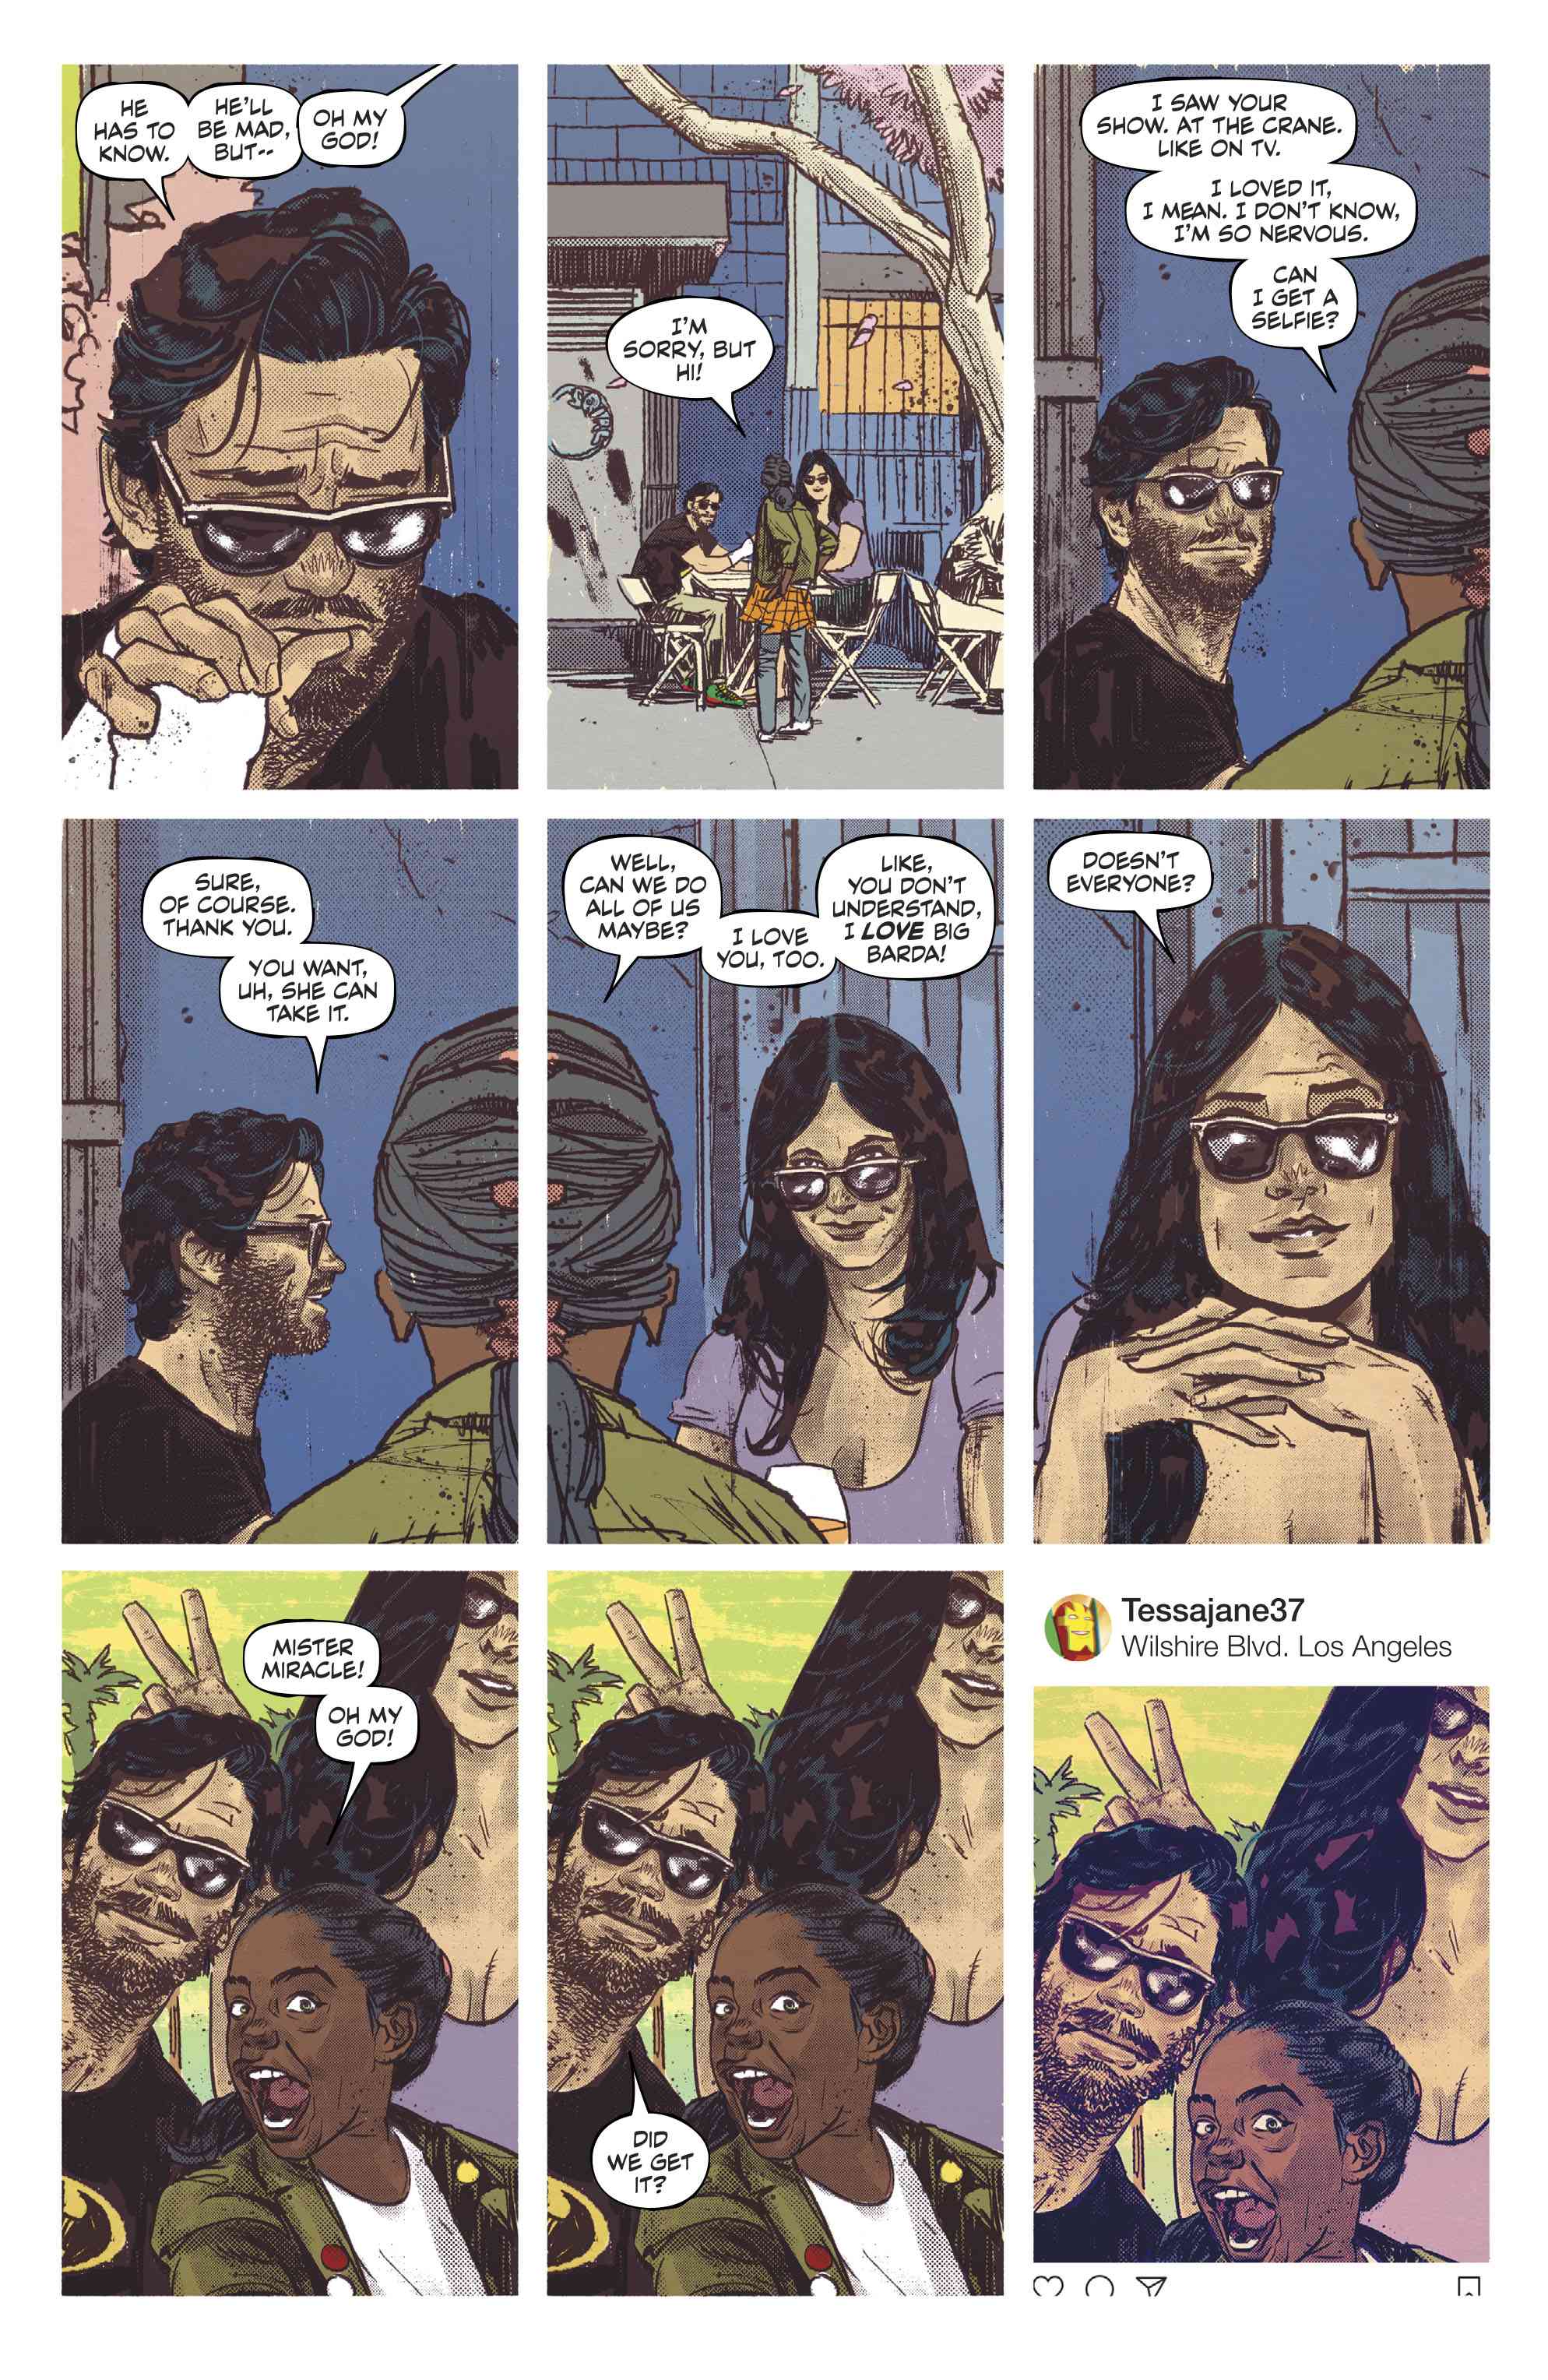 HE
HAS TO
KNOW.
HE'LL
BE MAD,
BUT--
OH MY
GOD!
I'M
SORRY, BUT
HI!
I SAW YOUR
SHOW. AT THE CRANE.
LIKE ON TV.
I LOVED IT,
I MEAN. I DON'T KNOW,
I'M SO NERVOUS.
CAN
I GET A
SELFIE?
SURE,
OF COURSE.
THANK YOU.
YOU WANT,
UH, SHE CAN
TAKE IT.
WELL,
CAN WE DO
ALL OF US
MAYBE?
I LOVE
YOU, TOO.
LIKE,
YOU DON'T
UNDERSTAND,
I LOVE BIG
BARDA!
DOESN'T
EVERYONE?
MISTER
MIRACLE!
OH MY
GOD!
DID
WE GET
IT?
Tessajane37
Wilshire Blvd. Los Angeles